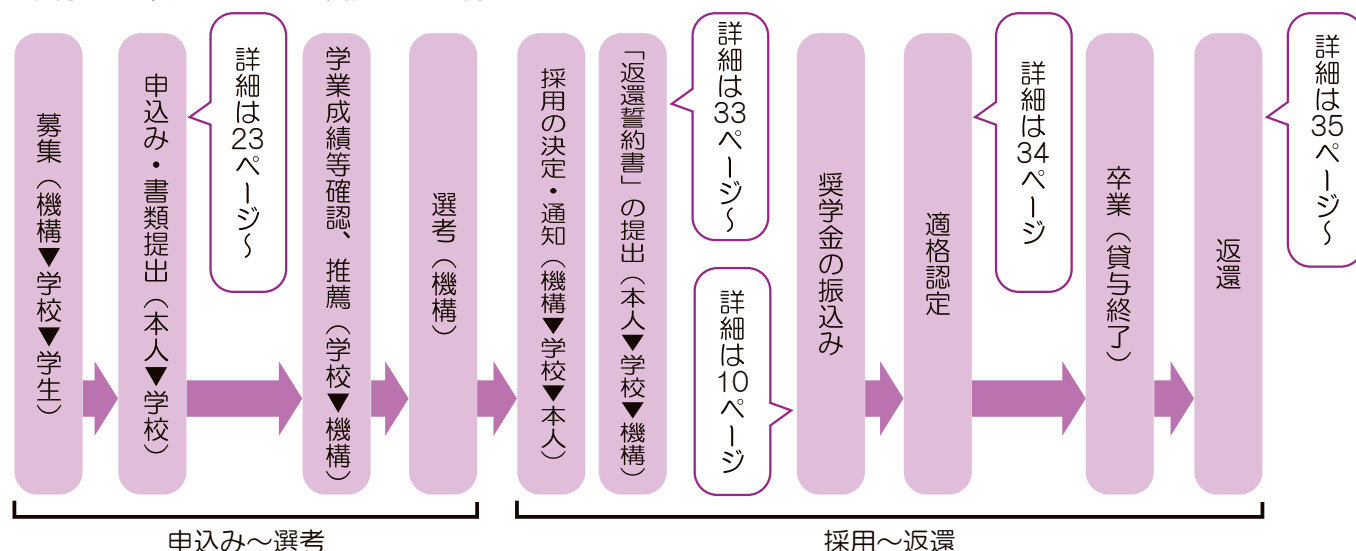 募集（機構▼学校▼学生）
申込み・書類提出（本人▼学校）
詳細は23ページ～
学業成績等確認、推薦（学校▼機構）
選考（機構）
採用の決定・通知（機構▼学校▼本人）
「返還誓約書」の提出（本人▼学校▼機構）
詳細は33ページ～
詳細は10ページ
奨学金の振込み
適格認定
詳細は34ページ
卒業（貸与終了）
返還
詳細は35ページ～
申込み～選考
採用～返還